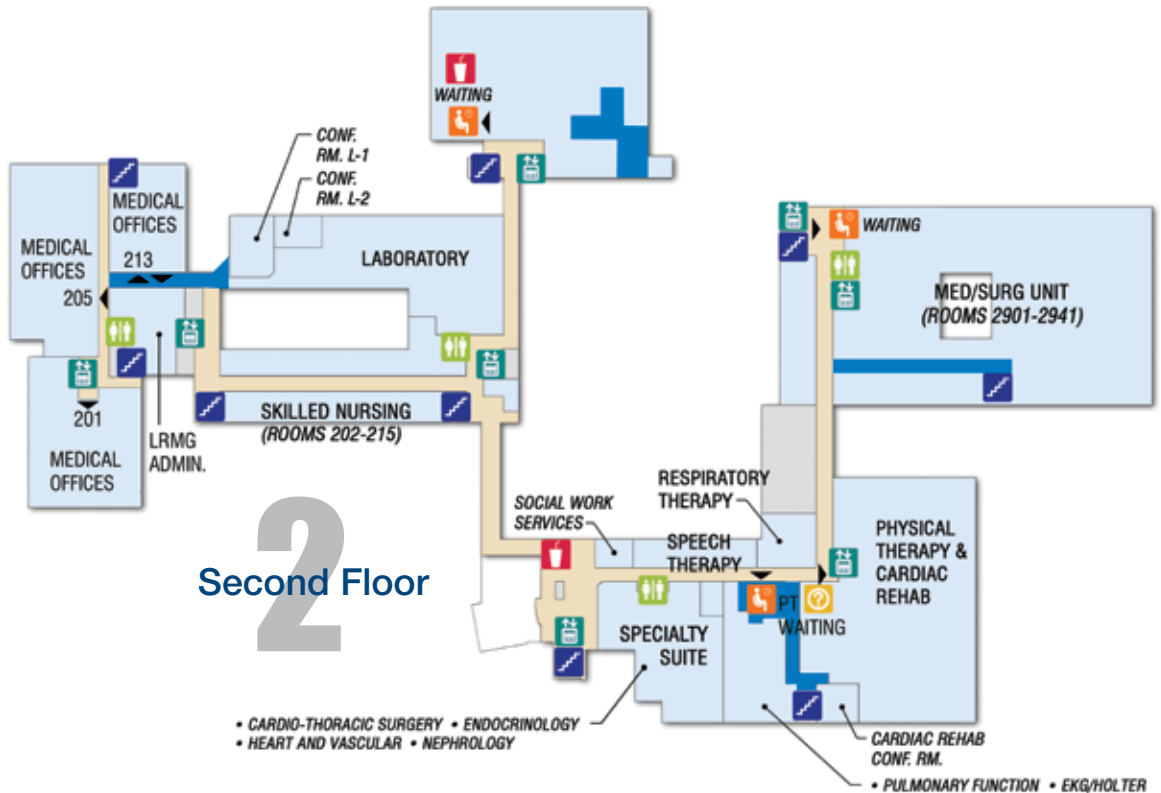 WAITING
CONF.
RM. L-1
CONF.
RM. L-2
MEDICAL
OFFICES
213
MEDICAL
OFFICES
205
LABORATORY
WAITING
MED/SURG UNIT
(ROOMS 2901-2941)
201
LRMG
ADMIN.
MEDICAL
OFFICES
SKILLED NURSING
(ROOMS 202-215)
SOCIAL WORK
SERVICES
RESPIRATORY
THERAPY
SPEECH
THERAPY
PHYSICAL
THERAPY &
CARDIAC
REHAB
2
Second Floor
?
PT
WAITING
SPECIALTY
SUITE
• CARDIO-THORACIC SURGERY • ENDOCRINOLOGY
• HEART AND VASCULAR • NEPHROLOGY
CARDIAC REHAB
CONF. RM.
• PULMONARY FUNCTION • EKG/HOLTER